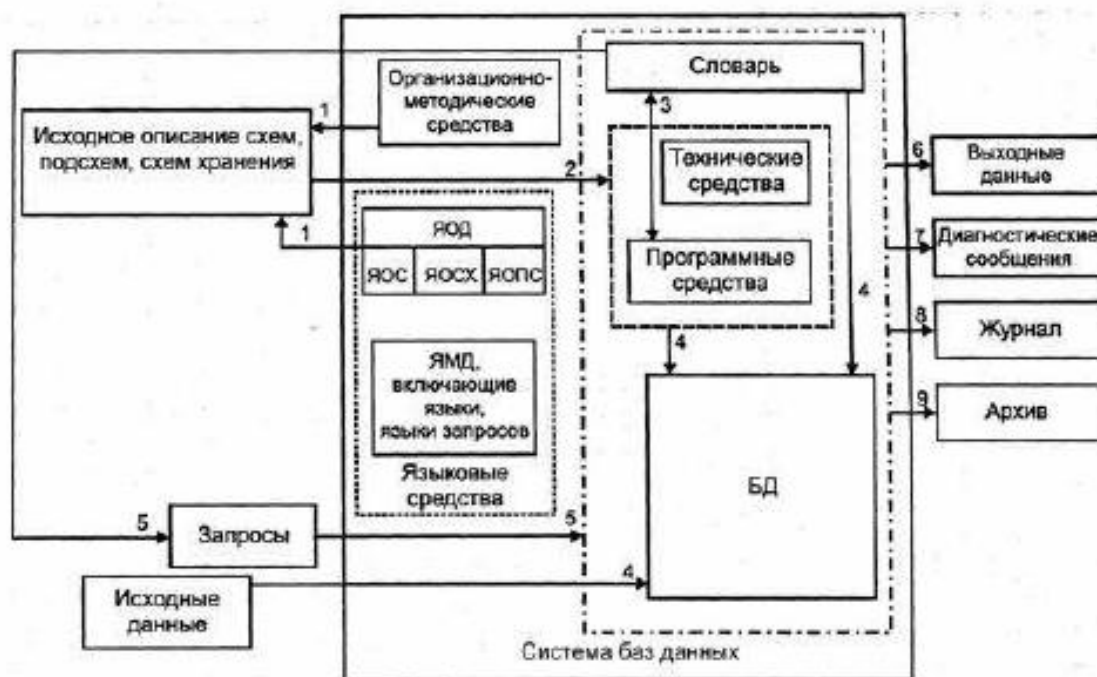 Словарь
Организационно-
методические
средства
1
3
Исходное описание схем,
подсхем, схем хранения
2
Технические
средства
6
Выходные
данные
1
ЯОД
ЯОС ЯОСХ ЯОПС
Программные
средства
4
7
Диагностические
сообщения
8
Журнал
4
ЯМД,
включающие
языки,
языки запросов
9
Архив
Языковые
средства
БД
5
Запросы
5
4
Исходные
данные
Система баз данных